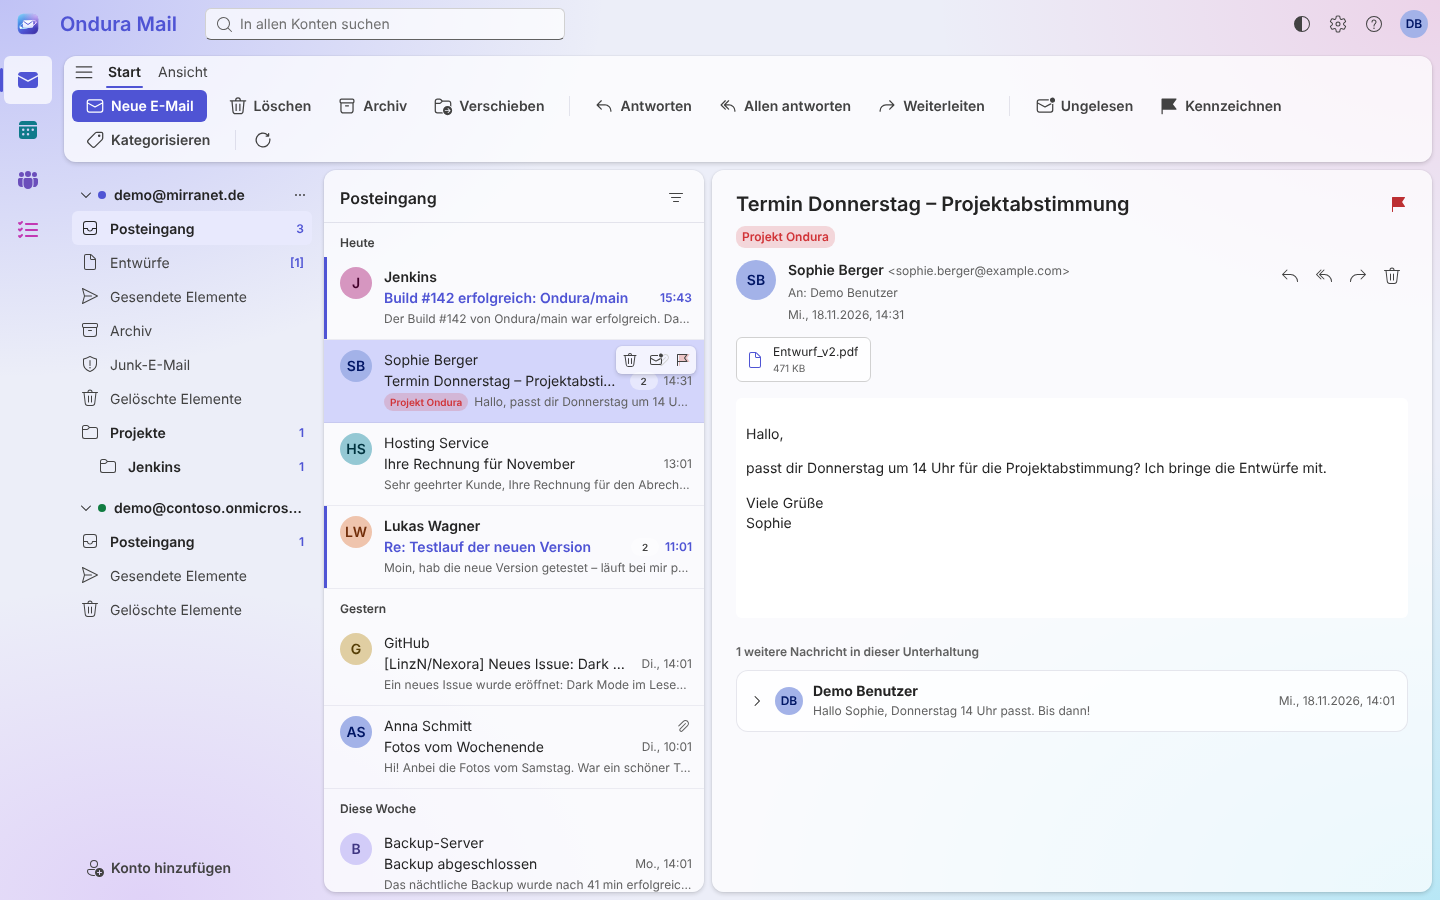 Ondura Mail
In allen Konten suchen
DB
Start Ansicht
Neue E-Mail Löschen Archiv Verschieben Antworten Allen antworten Weiterleiten Ungelesen Kennzeichnen
Kategorisieren
demo@mirranet.de
Posteingang 3
Entwürfe [1]
Gesendete Elemente
Archiv
Junk-E-Mail
Gelöschte Elemente
Projekte 1
Jenkins 1
demo@contoso.onmicros...
Posteingang 1
Gesendete Elemente
Gelöschte Elemente
Konto hinzufügen
Posteingang
Heute
J
Jenkins
Build #142 erfolgreich: Ondura/main 15:43
Der Build #142 von Ondura/main war erfolgreich. Da...
SB
Sophie Berger
Termin Donnerstag – Projektabsti... 2 14:31
Projekt Ondura Hallo, passt dir Donnerstag um 14 U...
HS
Hosting Service
Ihre Rechnung für November 13:01
Sehr geehrter Kunde, Ihre Rechnung für den Abrech...
LW
Lukas Wagner
Re: Testlauf der neuen Version 2 11:01
Moin, hab die neue Version getestet – läuft bei mir p...
Gestern
G
GitHub
[LinzN/Nexora] Neues Issue: Dark ... Di., 14:01
Ein neues Issue wurde eröffnet: Dark Mode im Lese...
AS
Anna Schmitt
Fotos vom Wochenende Di., 10:01
Hi! Anbei die Fotos vom Samstag. War ein schöner T...
Diese Woche
B
Backup-Server
Backup abgeschlossen Mo., 14:01
Das nächtliche Backup wurde nach 41 min erfolgreic...
Termin Donnerstag – Projektabstimmung
Projekt Ondura
SB
Sophie Berger <sophie.berger@example.com>
An: Demo Benutzer
Mi., 18.11.2026, 14:31
Entwurf_v2.pdf
471 KB
Hallo,
passt dir Donnerstag um 14 Uhr für die Projektabstimmung? Ich bringe die Entwürfe mit.
Viele Grüße
Sophie
1 weitere Nachricht in dieser Unterhaltung
DB
Demo Benutzer
Mi., 18.11.2026, 14:01
Hallo Sophie, Donnerstag 14 Uhr passt. Bis dann!